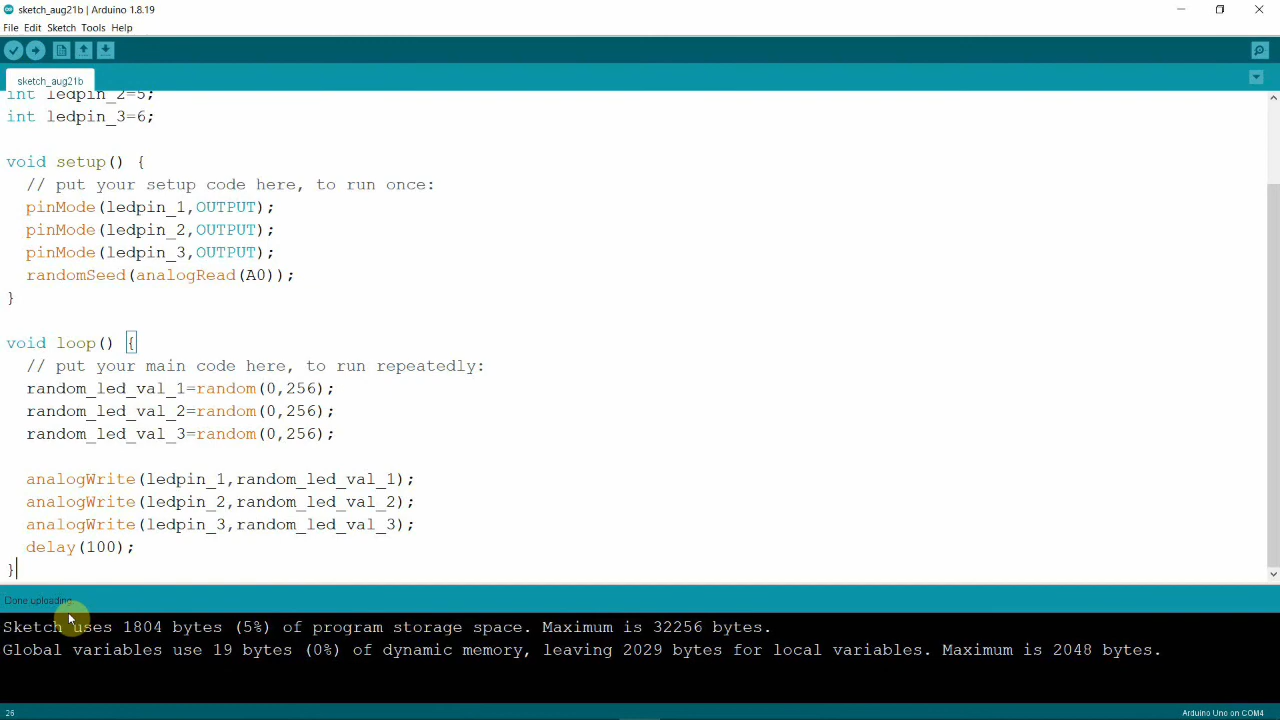 sketch_aug21b | Arduino 1.8.19
File Edit Sketch Tools Help
sketch_aug21b
int ledpin_2=5;
int ledpin_3=6;
void setup() {
// put your setup code here, to run once:
pinMode(ledpin_1,OUTPUT);
pinMode(ledpin_2,OUTPUT);
pinMode(ledpin_3,OUTPUT);
randomSeed(analogRead(A0));
}
void loop() {
// put your main code here, to run repeatedly:
random_led_val_1=random(0,256);
random_led_val_2=random(0,256);
random_led_val_3=random(0,256);
analogWrite(ledpin_1,random_led_val_1);
analogWrite(ledpin_2,random_led_val_2);
analogWrite(ledpin_3,random_led_val_3);
delay(100);
}
Done uploading.
Sketch uses 1804 bytes (5%) of program storage space. Maximum is 32256 bytes.
Global variables use 19 bytes (0%) of dynamic memory, leaving 2029 bytes for local variables. Maximum is 2048 bytes.
26
Arduino Uno on COM4